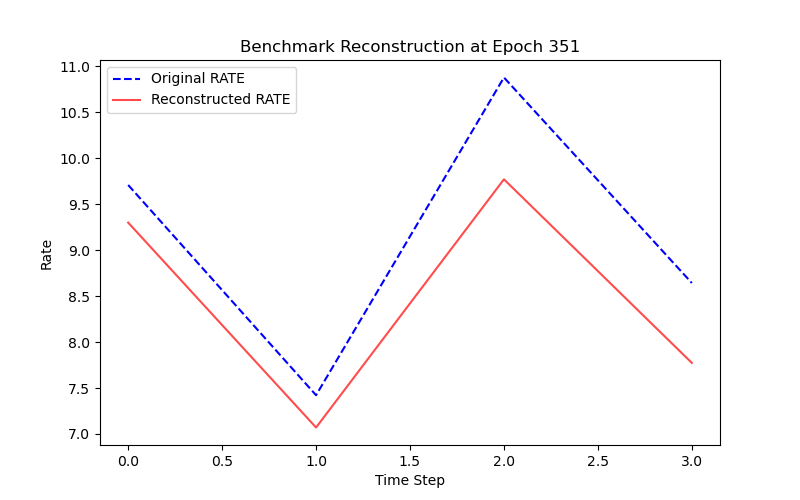 Benchmark Reconstruction at Epoch 351
Original RATE
Reconstructed RATE
11.0
10.5
10.0
9.5
9.0
8.5
8.0
7.5
7.0
Rate
0.0 0.5 1.0 1.5 2.0 2.5 3.0
Time Step